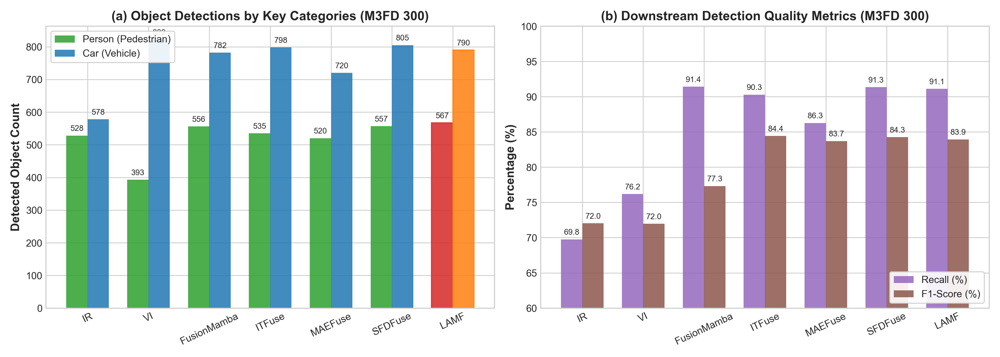 (a) Object Detections by Key Categories (M3FD 300)
Detected Object Count
800
700
600
500
400
300
200
100
0
Person (Pedestrian)
Car (Vehicle)
528
578
393
822
556
782
535
798
520
720
557
805
567
790
IR
VI
FusionMamba
ITFuse
MAEFuse
SFDFuse
LAMF
(b) Downstream Detection Quality Metrics (M3FD 300)
Percentage (%)
100
95
90
85
80
75
70
65
60
69.8
72.0
76.2
72.0
91.4
77.3
90.3
84.4
86.3
83.7
91.3
84.3
91.1
83.9
Recall (%)
F1-Score (%)
IR
VI
FusionMamba
ITFuse
MAEFuse
SFDFuse
LAMF